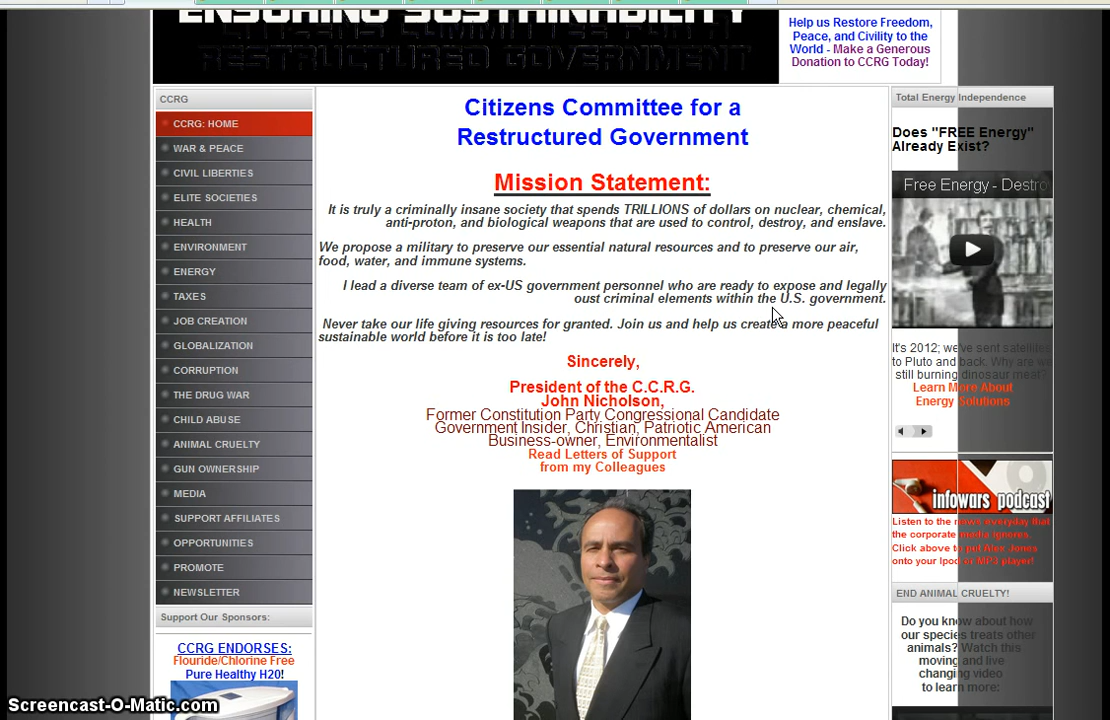 ENSURING SUSTAINABILITY
CITIZENS COMMITTEE FOR A
RESTRUCTURED GOVERNMENT
Help us Restore Freedom,
Peace, and Civility to the
World - Make a Generous
Donation to CCRG Today!
CCRG
CCRG: HOME
WAR & PEACE
CIVIL LIBERTIES
ELITE SOCIETIES
HEALTH
ENVIRONMENT
ENERGY
TAXES
JOB CREATION
GLOBALIZATION
CORRUPTION
THE DRUG WAR
CHILD ABUSE
ANIMAL CRUELTY
GUN OWNERSHIP
MEDIA
SUPPORT AFFILIATES
OPPORTUNITIES
PROMOTE
NEWSLETTER
Support Our Sponsors:
CCRG ENDORSES:
Flouride/Chlorine Free
Pure Healthy H20!
Citizens Committee for a
Restructured Government
Mission Statement:
It is truly a criminally insane society that spends TRILLIONS of dollars on nuclear, chemical,
anti-proton, and biological weapons that are used to control, destroy, and enslave.
We propose a military to preserve our essential natural resources and to preserve our air,
food, water, and immune systems.
I lead a diverse team of ex-US government personnel who are ready to expose and legally
oust criminal elements within the U.S. government.
Never take our life giving resources for granted. Join us and help us create a more peaceful
sustainable world before it is too late!
Sincerely,
President of the C.C.R.G.
John Nicholson,
Former Constitution Party Congressional Candidate
Government Insider, Christian, Patriotic American
Business-owner, Environmentalist
Read Letters of Support
from my Colleagues
Total Energy Independence
Does "FREE Energy"
Already Exist?
Free Energy - Destro
It's 2012; we've sent satellites
to Pluto and back. Why are we
still burning dinosaur meat?
Learn More About
Energy Solutions
infowars podcast
Listen to the news everyday that
the corporate media ignores.
Click above to put Alex Jones
onto your Ipod or MP3 player!
END ANIMAL CRUELTY!
Do you know about how
our species treats other
animals? Watch this
moving and live
changing video
to learn more:
Screencast-O-Matic.com